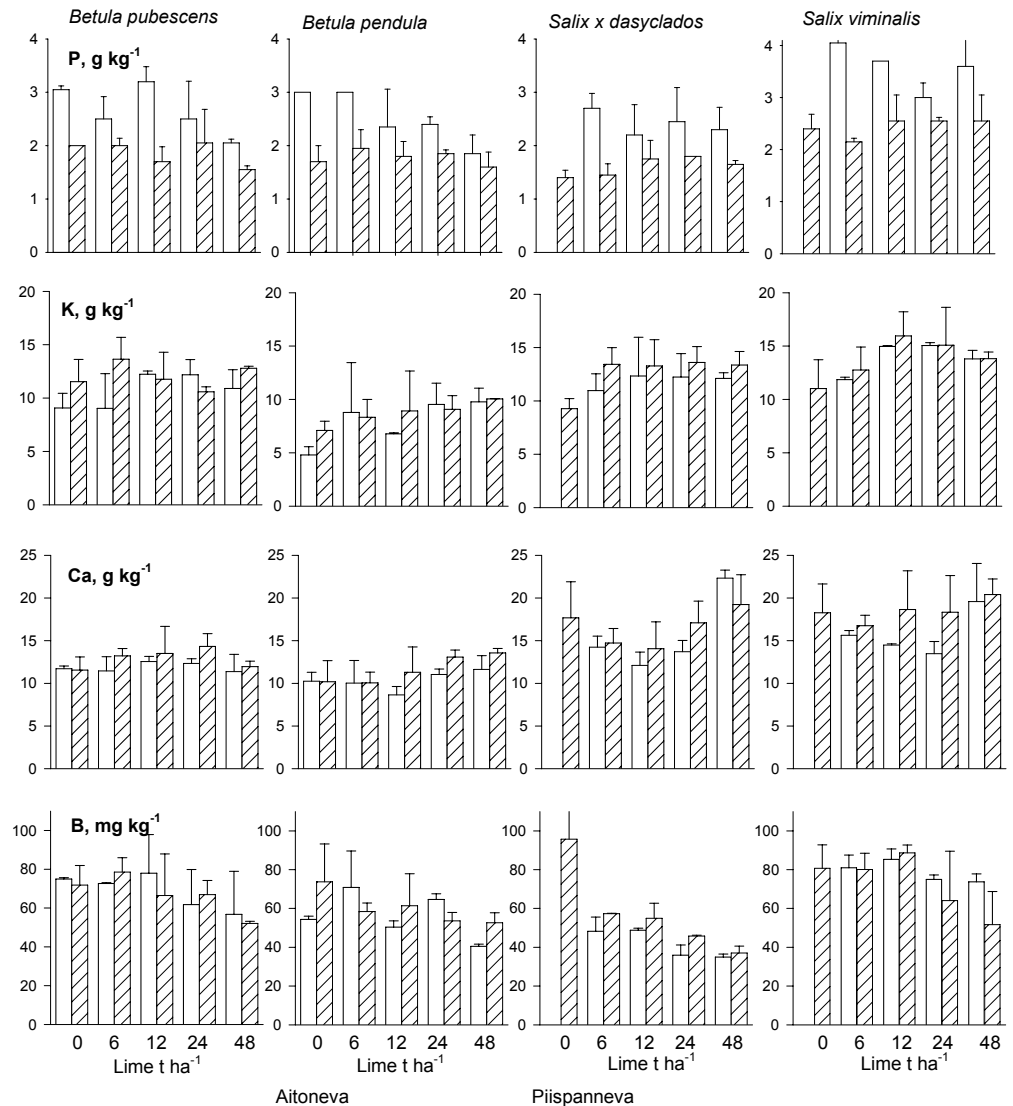 Betula pubescens Betula pendula Salix x dasyclados Salix viminalis
P, g kg⁻¹
4 4 4 4
3 3 3 3
2 2 2 2
1 1 1 1
0 0 0 0
K, g kg⁻¹
20 20 20 20
15 15 15 15
10 10 10 10
5 5 5 5
0 0 0 0
Ca, g kg⁻¹
25 25 25 25
20 20 20 20
15 15 15 15
10 10 10 10
5 5 5 5
0 0 0 0
B, mg kg⁻¹
100 100 100 100
80 80 80 80
60 60 60 60
40 40 40 40
20 20 20 20
0 0 0 0
0 6 12 24 48 0 6 12 24 48 0 6 12 24 48 0 6 12 24 48
Lime t ha⁻¹ Lime t ha⁻¹ Lime t ha⁻¹ Lime t ha⁻¹
Aitoneva Piispanneva